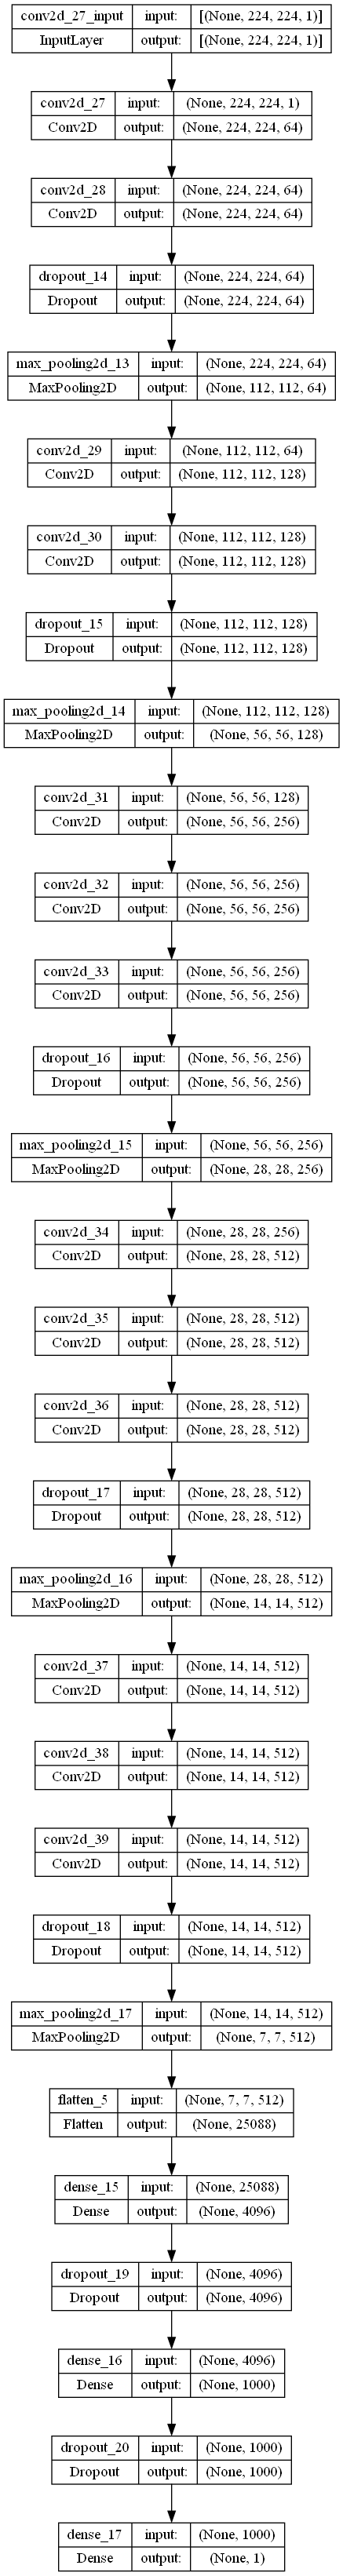 conv2d_27_input input: [(None, 224, 224, 1)]
InputLayer output: [(None, 224, 224, 1)]
conv2d_27 input: (None, 224, 224, 1)
Conv2D output: (None, 224, 224, 64)
conv2d_28 input: (None, 224, 224, 64)
Conv2D output: (None, 224, 224, 64)
dropout_14 input: (None, 224, 224, 64)
Dropout output: (None, 224, 224, 64)
max_pooling2d_13 input: (None, 224, 224, 64)
MaxPooling2D output: (None, 112, 112, 64)
conv2d_29 input: (None, 112, 112, 64)
Conv2D output: (None, 112, 112, 128)
conv2d_30 input: (None, 112, 112, 128)
Conv2D output: (None, 112, 112, 128)
dropout_15 input: (None, 112, 112, 128)
Dropout output: (None, 112, 112, 128)
max_pooling2d_14 input: (None, 112, 112, 128)
MaxPooling2D output: (None, 56, 56, 128)
conv2d_31 input: (None, 56, 56, 128)
Conv2D output: (None, 56, 56, 256)
conv2d_32 input: (None, 56, 56, 256)
Conv2D output: (None, 56, 56, 256)
conv2d_33 input: (None, 56, 56, 256)
Conv2D output: (None, 56, 56, 256)
dropout_16 input: (None, 56, 56, 256)
Dropout output: (None, 56, 56, 256)
max_pooling2d_15 input: (None, 56, 56, 256)
MaxPooling2D output: (None, 28, 28, 256)
conv2d_34 input: (None, 28, 28, 256)
Conv2D output: (None, 28, 28, 512)
conv2d_35 input: (None, 28, 28, 512)
Conv2D output: (None, 28, 28, 512)
conv2d_36 input: (None, 28, 28, 512)
Conv2D output: (None, 28, 28, 512)
dropout_17 input: (None, 28, 28, 512)
Dropout output: (None, 28, 28, 512)
max_pooling2d_16 input: (None, 28, 28, 512)
MaxPooling2D output: (None, 14, 14, 512)
conv2d_37 input: (None, 14, 14, 512)
Conv2D output: (None, 14, 14, 512)
conv2d_38 input: (None, 14, 14, 512)
Conv2D output: (None, 14, 14, 512)
conv2d_39 input: (None, 14, 14, 512)
Conv2D output: (None, 14, 14, 512)
dropout_18 input: (None, 14, 14, 512)
Dropout output: (None, 14, 14, 512)
max_pooling2d_17 input: (None, 14, 14, 512)
MaxPooling2D output: (None, 7, 7, 512)
flatten_5 input: (None, 7, 7, 512)
Flatten output: (None, 25088)
dense_15 input: (None, 25088)
Dense output: (None, 4096)
dropout_19 input: (None, 4096)
Dropout output: (None, 4096)
dense_16 input: (None, 4096)
Dense output: (None, 1000)
dropout_20 input: (None, 1000)
Dropout output: (None, 1000)
dense_17 input: (None, 1000)
Dense output: (None, 1)